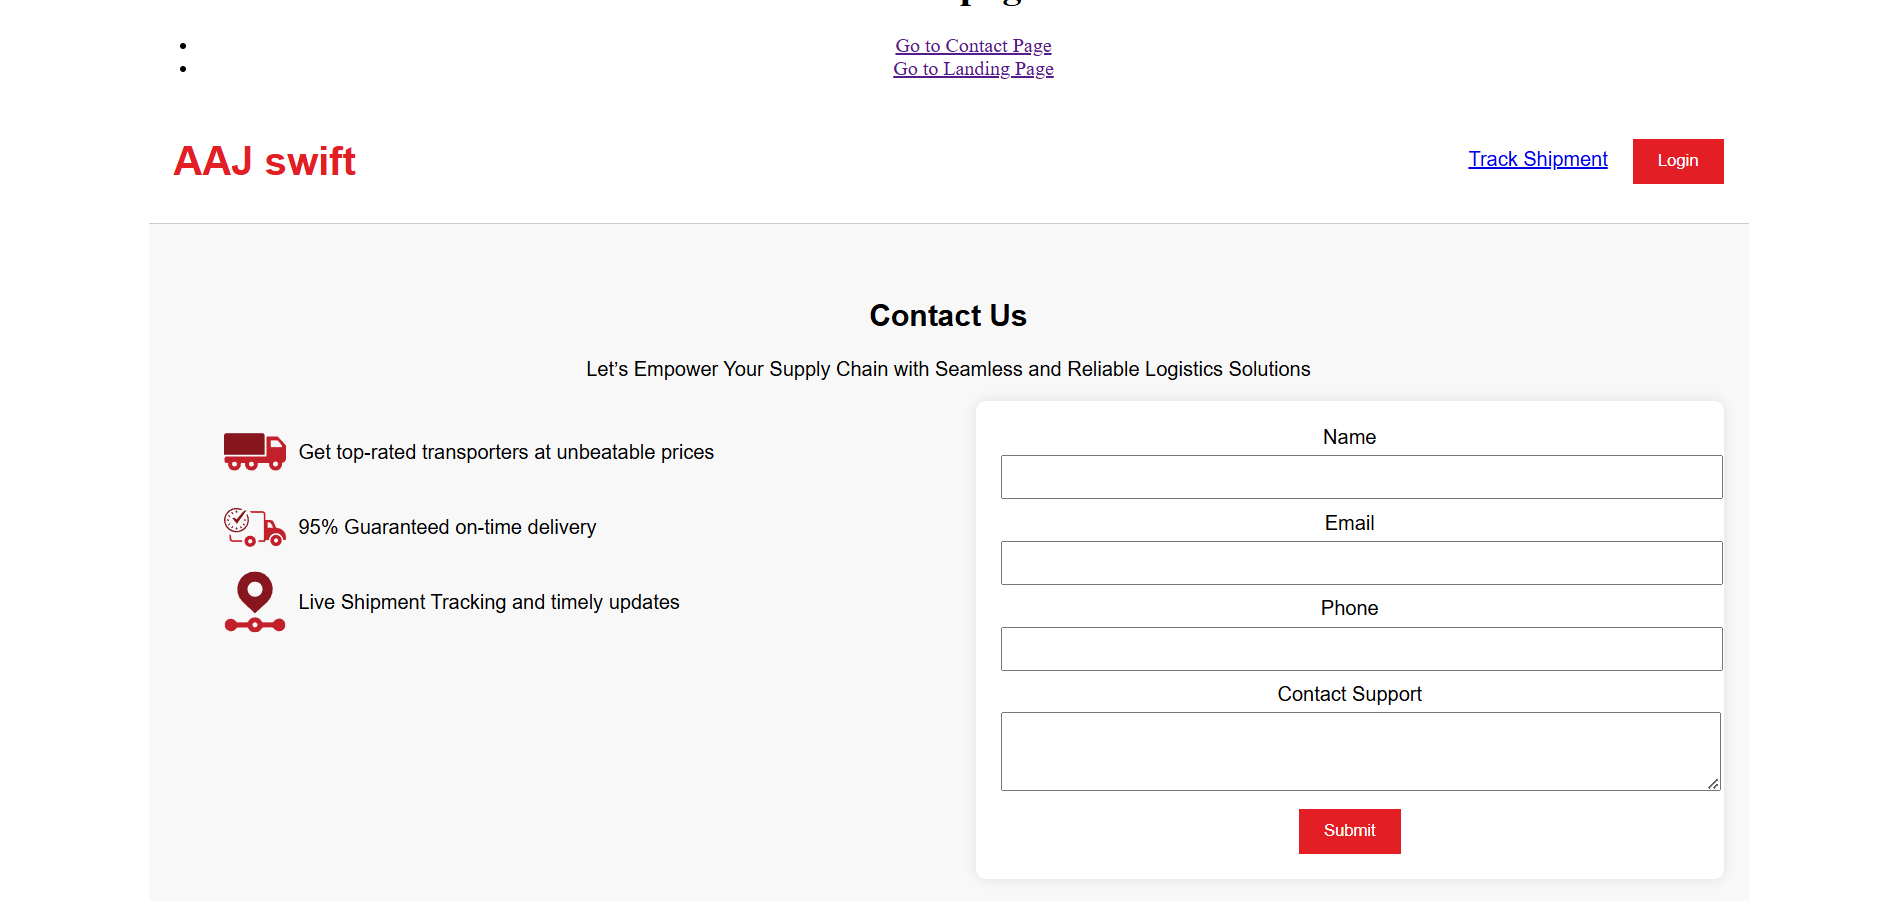 Go to Contact Page
Go to Landing Page
AAJ swift
Track Shipment
Login
Contact Us
Let’s Empower Your Supply Chain with Seamless and Reliable Logistics Solutions
Get top-rated transporters at unbeatable prices
95% Guaranteed on-time delivery
Live Shipment Tracking and timely updates
Name
Email
Phone
Contact Support
Submit